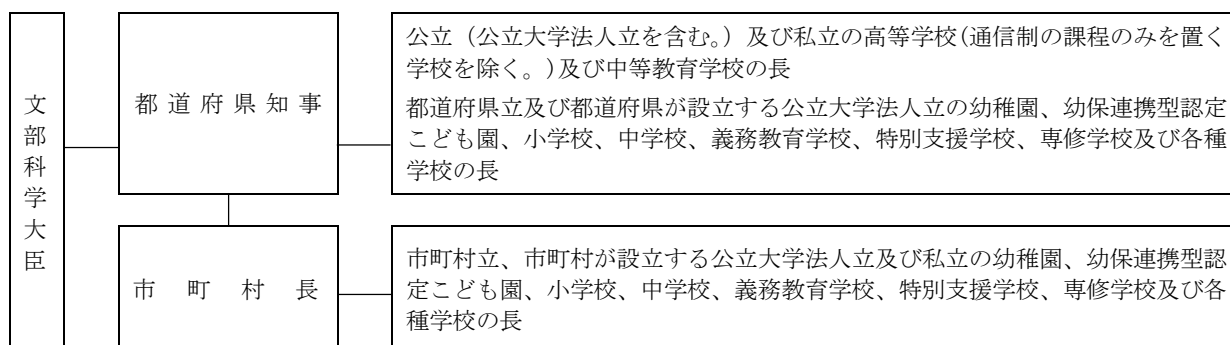 文部科学大臣
都道府県知事
公立（公立大学法人立を含む。）及び私立の高等学校(通信制の課程のみを置く
学校を除く。)及び中等教育学校の長
都道府県立及び都道府県が設立する公立大学法人立の幼稚園、幼保連携型認定
こども園、小学校、中学校、義務教育学校、特別支援学校、専修学校及び各種
学校の長
市町村長
市町村立、市町村が設立する公立大学法人立及び私立の幼稚園、幼保連携型認
定こども園、小学校、中学校、義務教育学校、特別支援学校、専修学校及び各
種学校の長